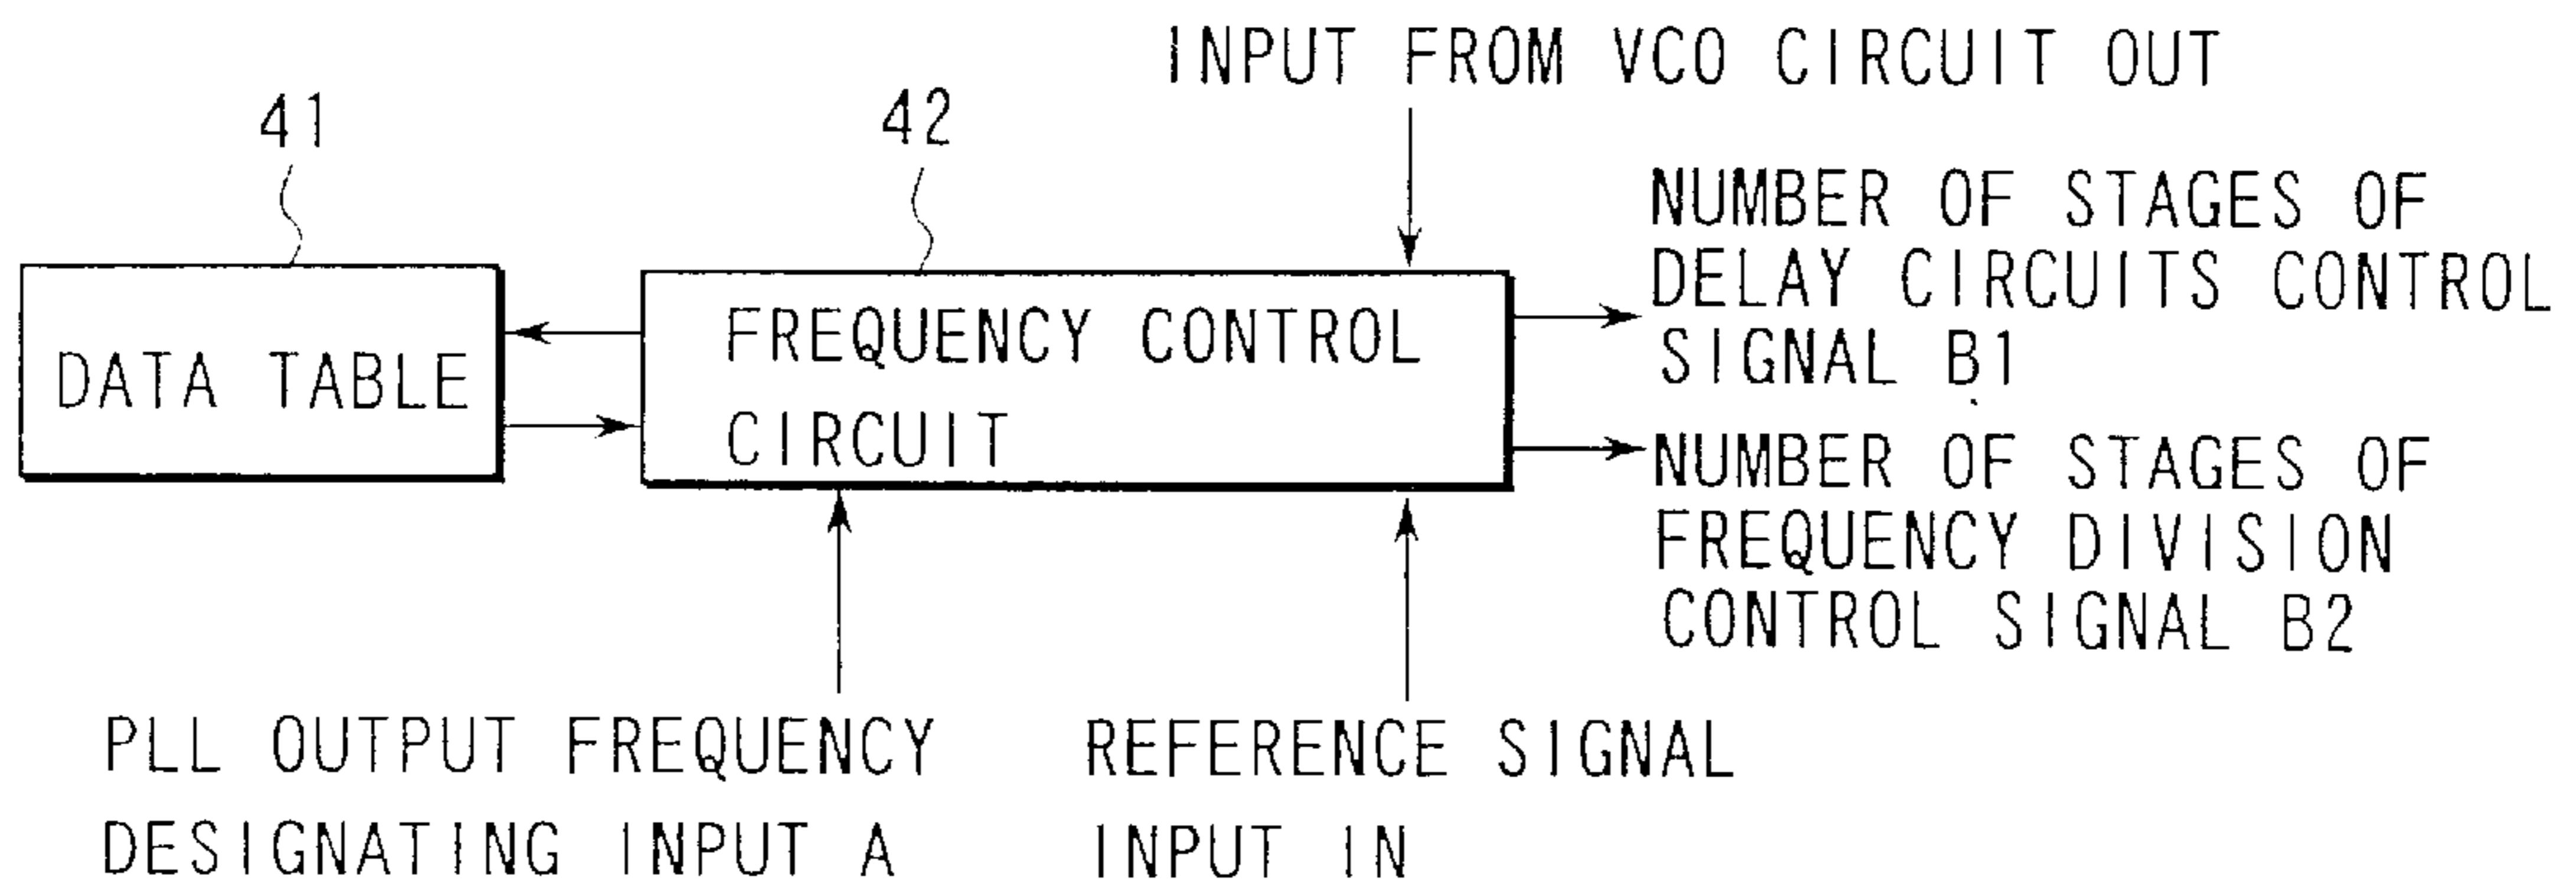 INPUT FROM VCO CIRCUIT OUT
41
42
NUMBER OF STAGES OF
DELAY CIRCUITS CONTROL
SIGNAL B1
DATA TABLE
FREQUENCY CONTROL
CIRCUIT
NUMBER OF STAGES OF
FREQUENCY DIVISION
CONTROL SIGNAL B2
PLL OUTPUT FREQUENCY
DESIGNATING INPUT A
REFERENCE SIGNAL
INPUT IN